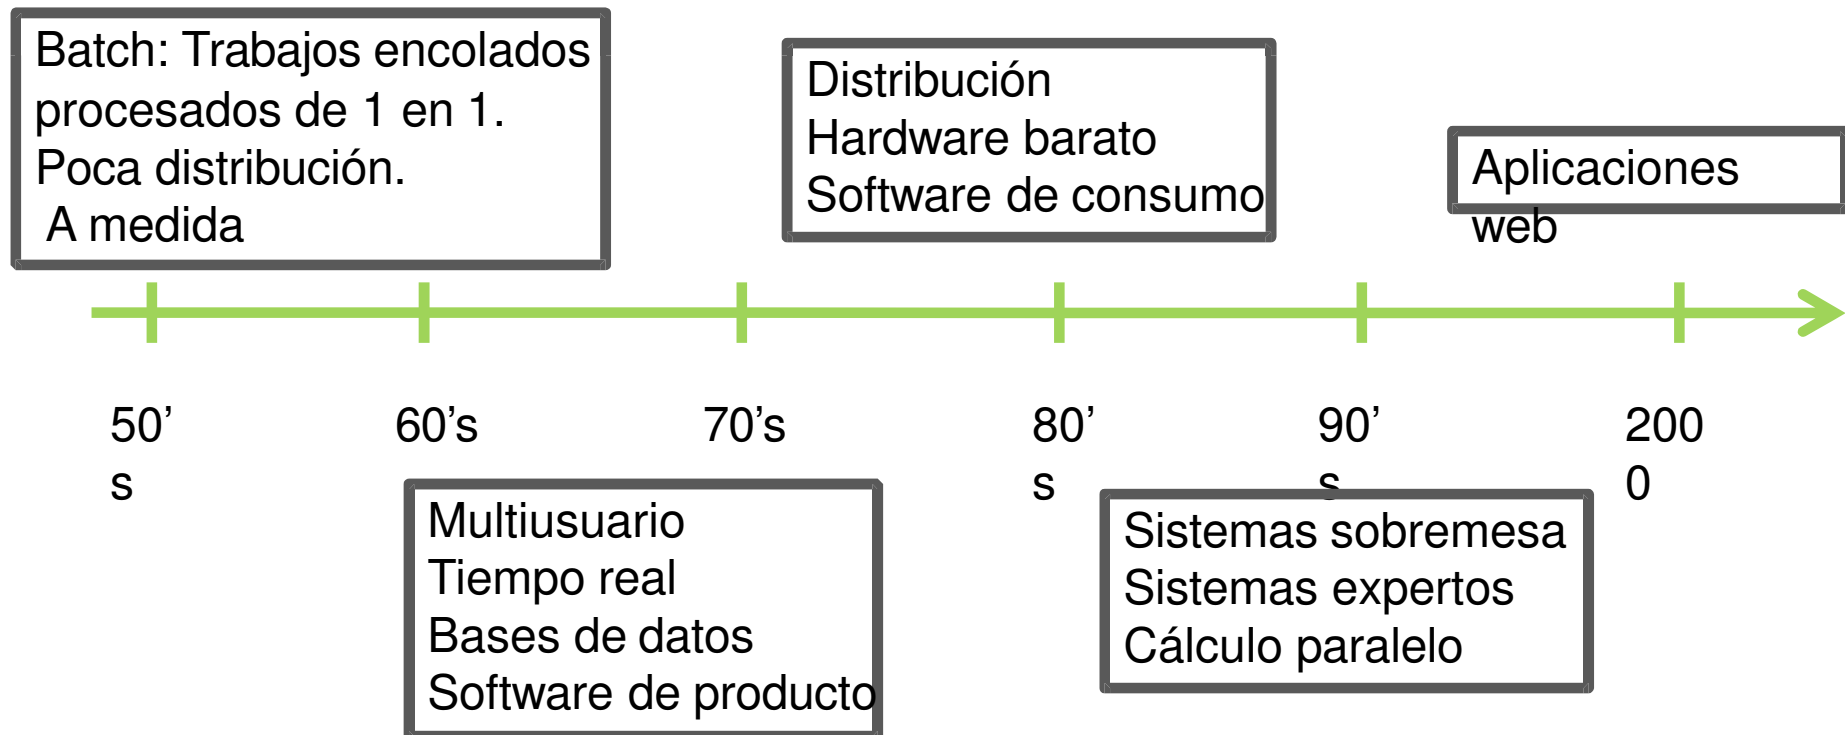 Batch: Trabajos encolados
procesados de 1 en 1.
Poca distribución.
A medida
Distribución
Hardware barato
Software de consumo
Aplicaciones
web
50’
s
60’s
70’s
80’
s
90’
s
200
0
Multiusuario
Tiempo real
Bases de datos
Software de producto
Sistemas sobremesa
Sistemas expertos
Cálculo paralelo